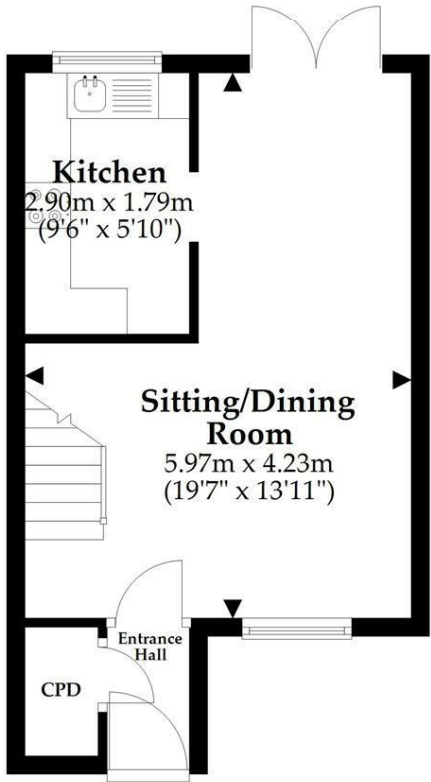 Kitchen
2.90m x 1.79m
(9'6" x 5'10")
Sitting/Dining
Room
5.97m x 4.23m
(19'7" x 13'11")
Entrance
Hall
CPD